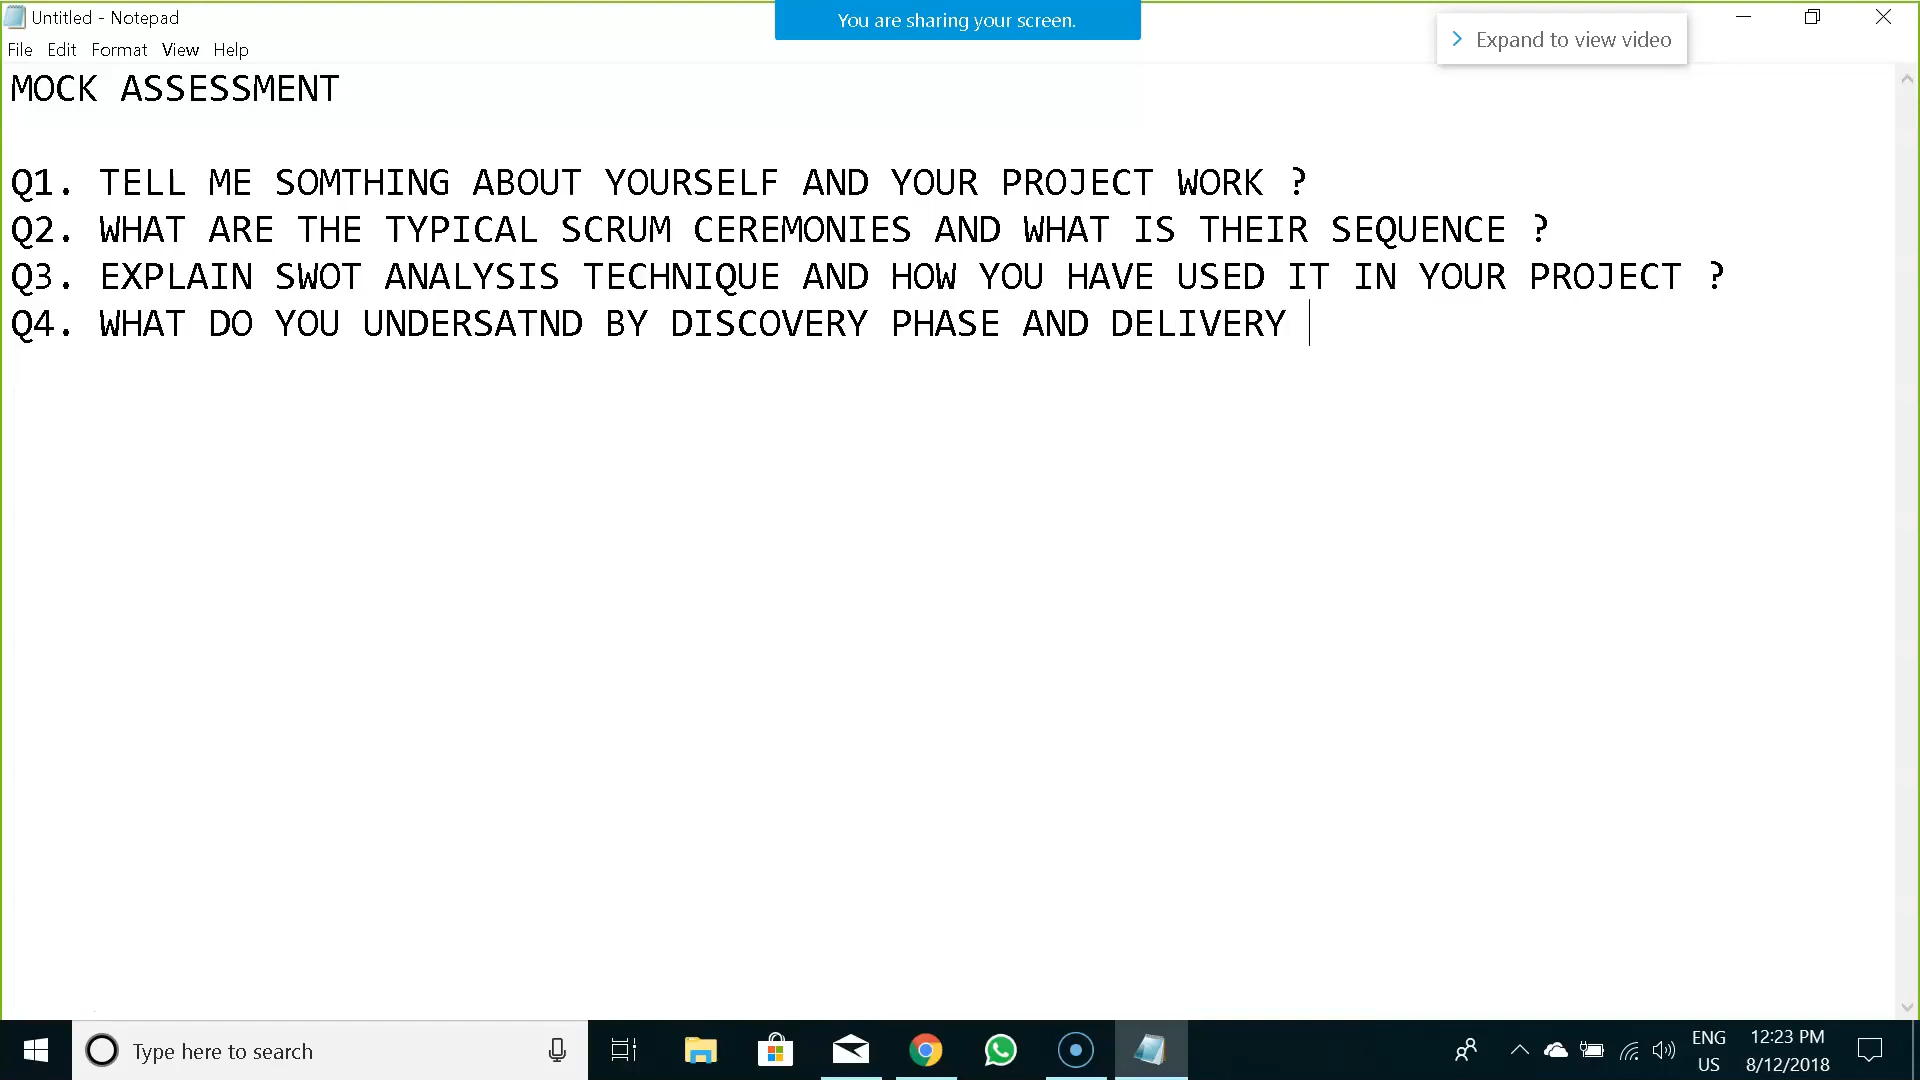 Untitled - Notepad
You are sharing your screen.
Expand to view video
File Edit Format View Help
MOCK ASSESSMENT
Q1. TELL ME SOMTHING ABOUT YOURSELF AND YOUR PROJECT WORK ?
Q2. WHAT ARE THE TYPICAL SCRUM CEREMONIES AND WHAT IS THEIR SEQUENCE ?
Q3. EXPLAIN SWOT ANALYSIS TECHNIQUE AND HOW YOU HAVE USED IT IN YOUR PROJECT ?
Q4. WHAT DO YOU UNDERSATND BY DISCOVERY PHASE AND DELIVERY
Type here to search
ENG
US
12:23 PM
8/12/2018